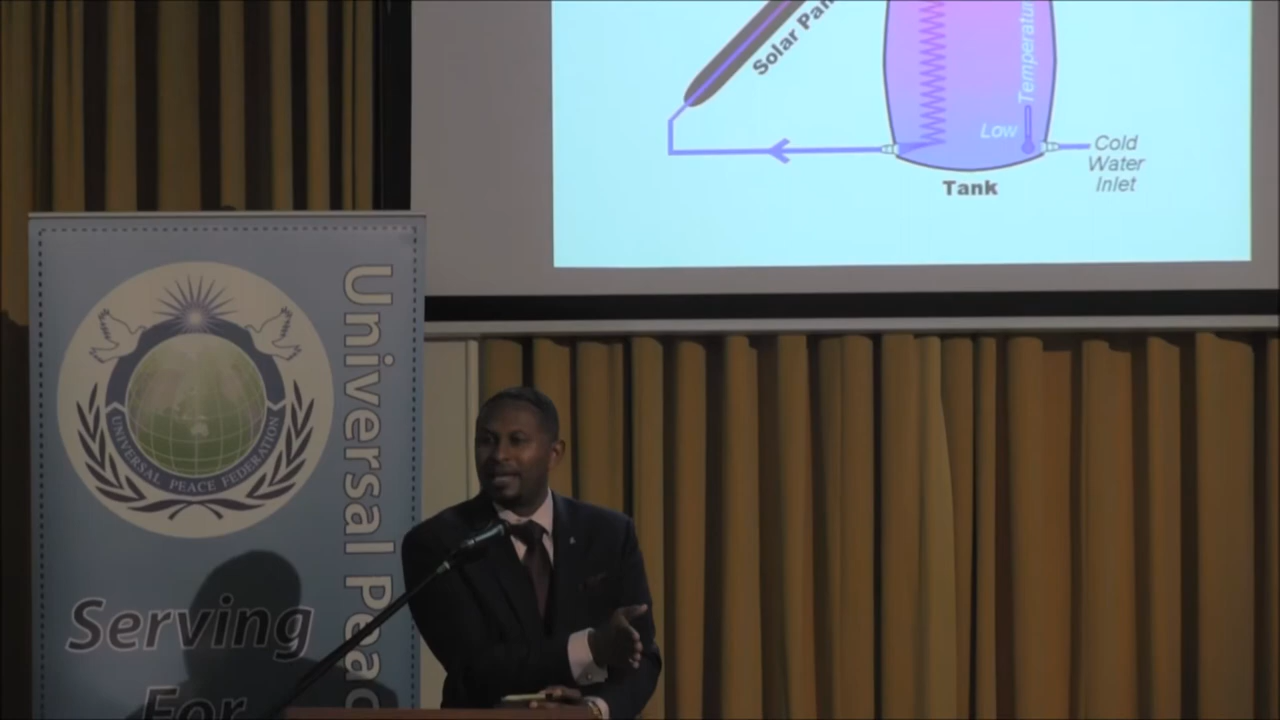 Solar Pan
Temperatur
Low
Cold
Water
Inlet
Tank
Universal Peac
UNIVERSAL PEACE FEDERATION
Serving
For